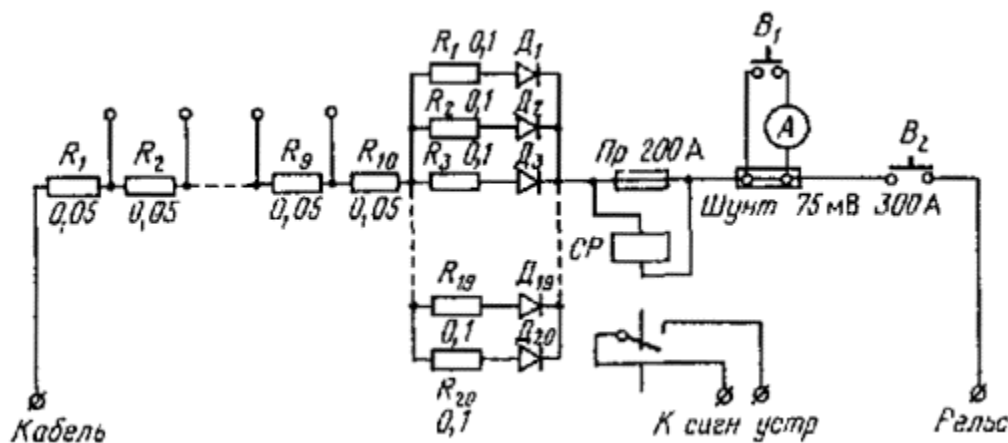 R₁ 0,1 Д₁
B₁
R₂ 0,1 Д₂
A
R₁ R₂ R₉ R₁₀ R₃ 0,1 Д₃ Пр 200 А B₂
0,05 0,05 0,05 0,05 Шунт 75 мВ 300 А
СР
R₁₉ Д₁₉
0,1 Д₂₀
R₂₀
0,1
Кабель К сигн устр Рельс